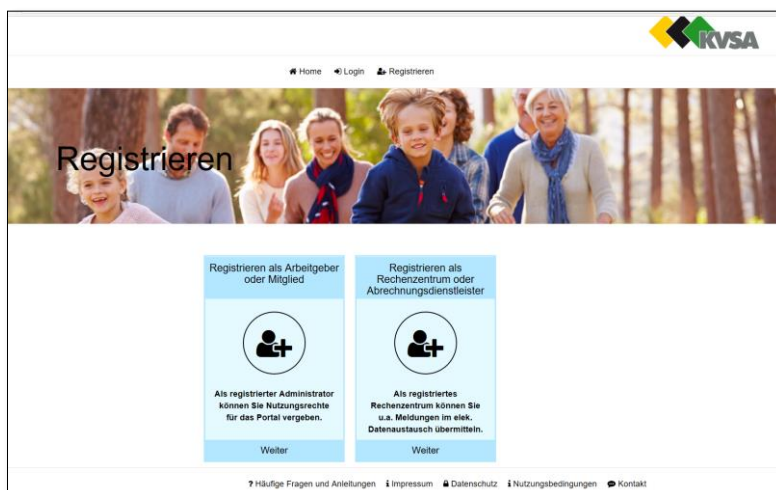 KVSA
Home Login Registrieren
Registrieren
Registrieren als Arbeitgeber
oder Mitglied
Als registrierter Administrator
können Sie Nutzungsrechte
für das Portal vergeben.
Weiter
Registrieren als
Rechenzentrum oder
Abrechnungsdienstleister
Als registriertes
Rechenzentrum können Sie
u.a. Meldungen im elek.
Datenaustausch übermitteln.
Weiter
? Häufige Fragen und Anleitungen i Impressum Datenschutz i Nutzungsbedingungen Kontakt